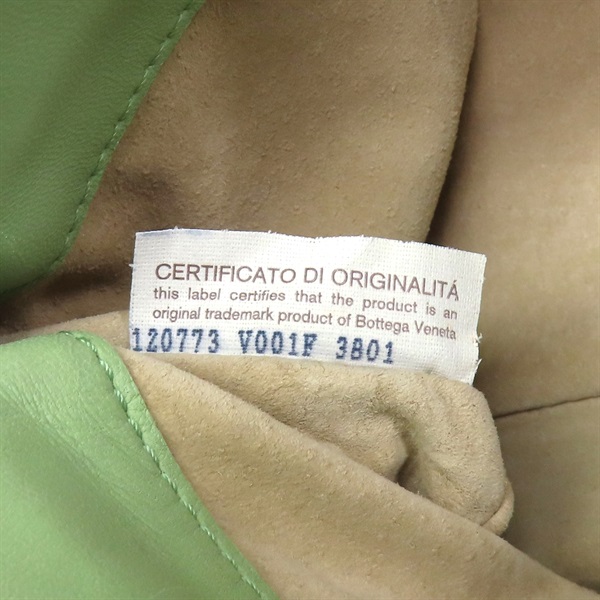 CERTIFICATO DI ORIGINALITÁ
this label certifies that the product is an
original trademark product of Bottega Veneta
120773 V001F 3801